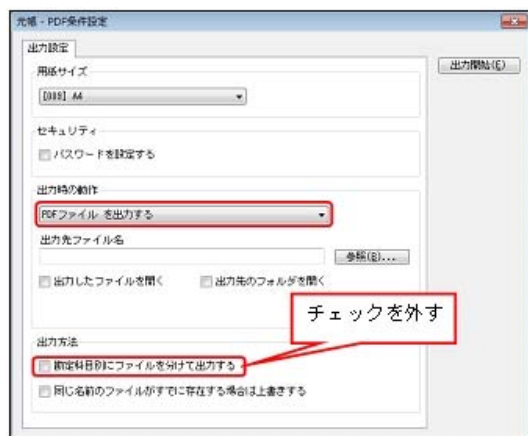 元帳 - PDF条件設定
出力設定
出力開始(E)
用紙サイズ
[009] A4
セキュリティ
パスワードを設定する
出力時の動作
PDFファイル を出力する
出力先ファイル名
参照(B)...
出力したファイルを開く 出力先のフォルダを開く
チェックを外す
出力方法
勘定科目別にファイルを分けて出力する
同じ名前のファイルがすでに存在する場合は上書きする